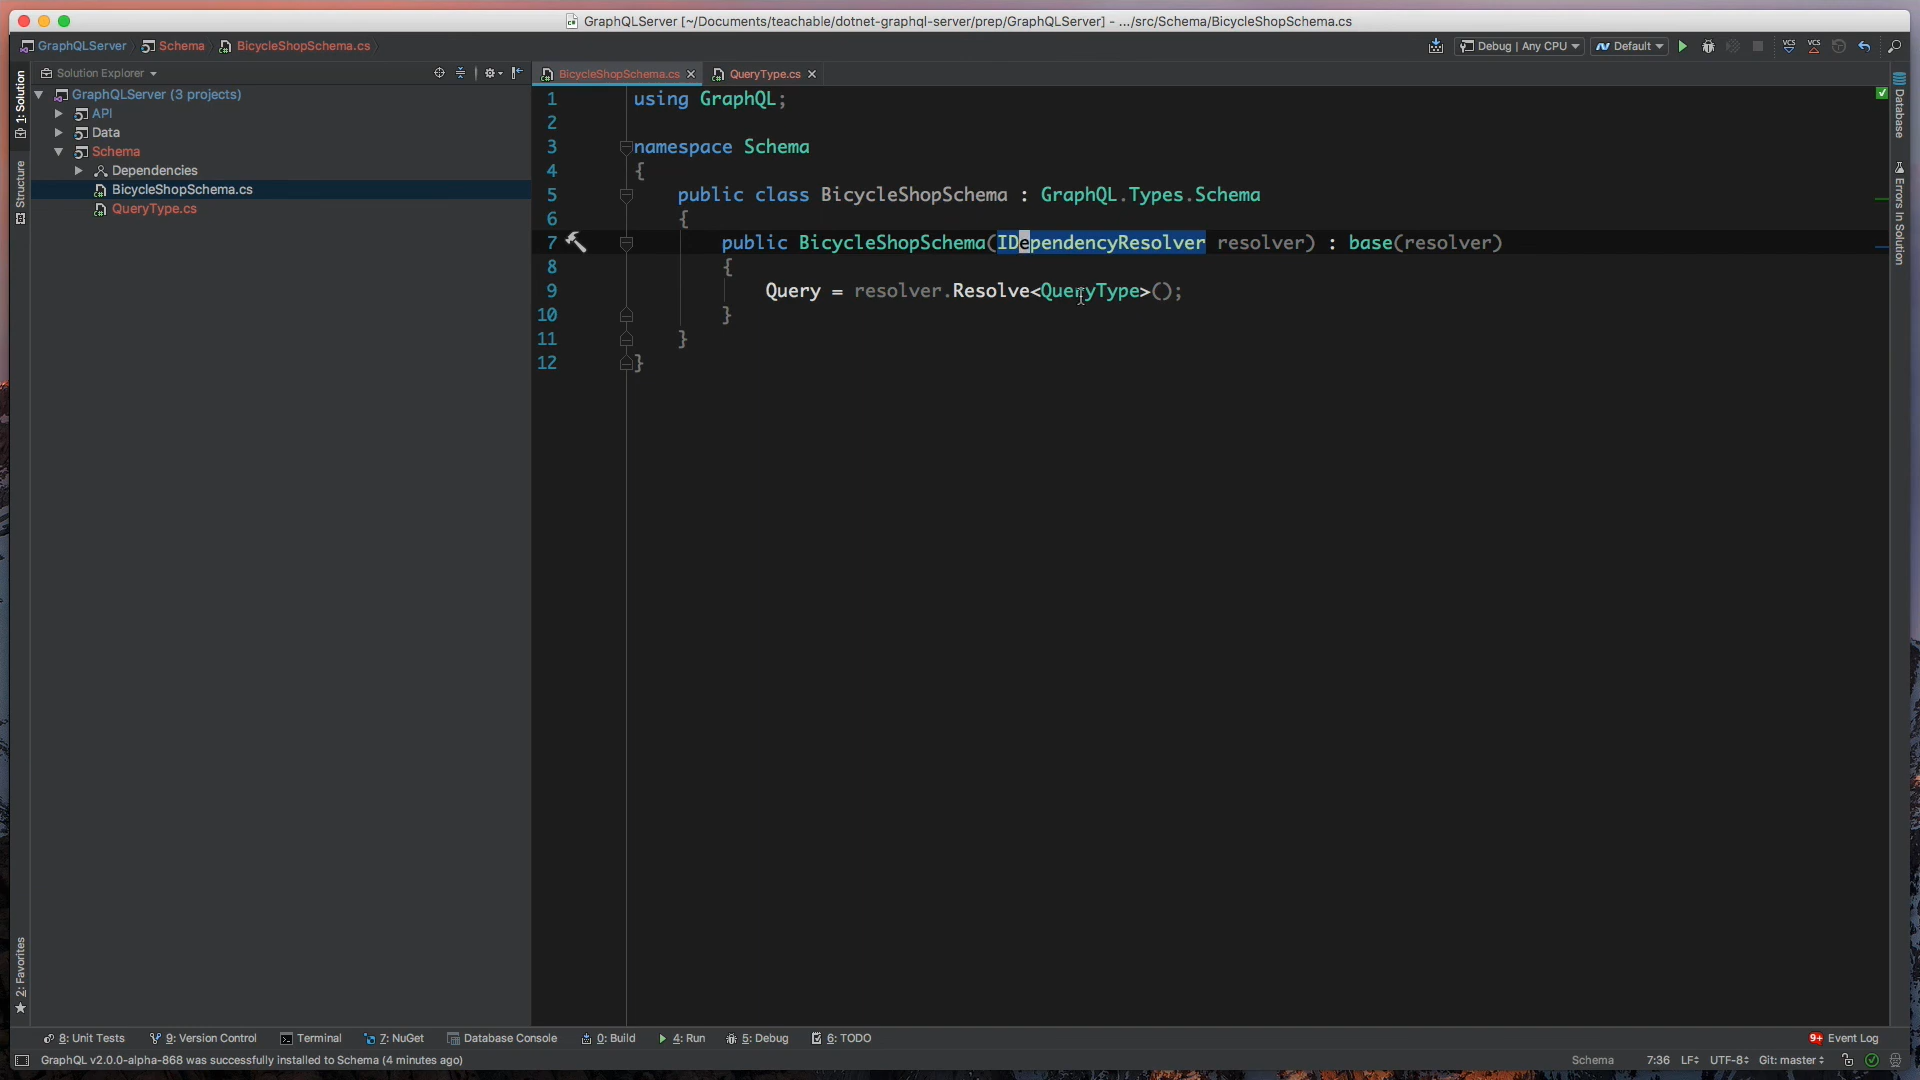 GraphQLServer [~/Documents/teachable/dotnet-graphql-server/prep/GraphQLServer] - .../src/Schema/BicycleShopSchema.cs
GraphQLServer Schema BicycleShopSchema.cs
Debug | Any CPU Default VCS VCS
Solution Explorer
BicycleShopSchema.cs QueryType.cs
1: Solution
Structure
2: Favorites
GraphQLServer (3 projects)
API
Data
Schema
Dependencies
BicycleShopSchema.cs
QueryType.cs
1 using GraphQL;
2
3 namespace Schema
4 {
5 public class BicycleShopSchema : GraphQL.Types.Schema
6 {
7 public BicycleShopSchema(IDependencyResolver resolver) : base(resolver)
8 {
9 Query = resolver.Resolve<QueryType>();
10 }
11 }
12 }
Database
Errors In Solution
8: Unit Tests 9: Version Control Terminal 7: NuGet Database Console 0: Build 4: Run 5: Debug 6: TODO 9+ Event Log
GraphQL v2.0.0-alpha-868 was successfully installed to Schema (4 minutes ago) Schema 7:36 LF UTF-8 Git: master